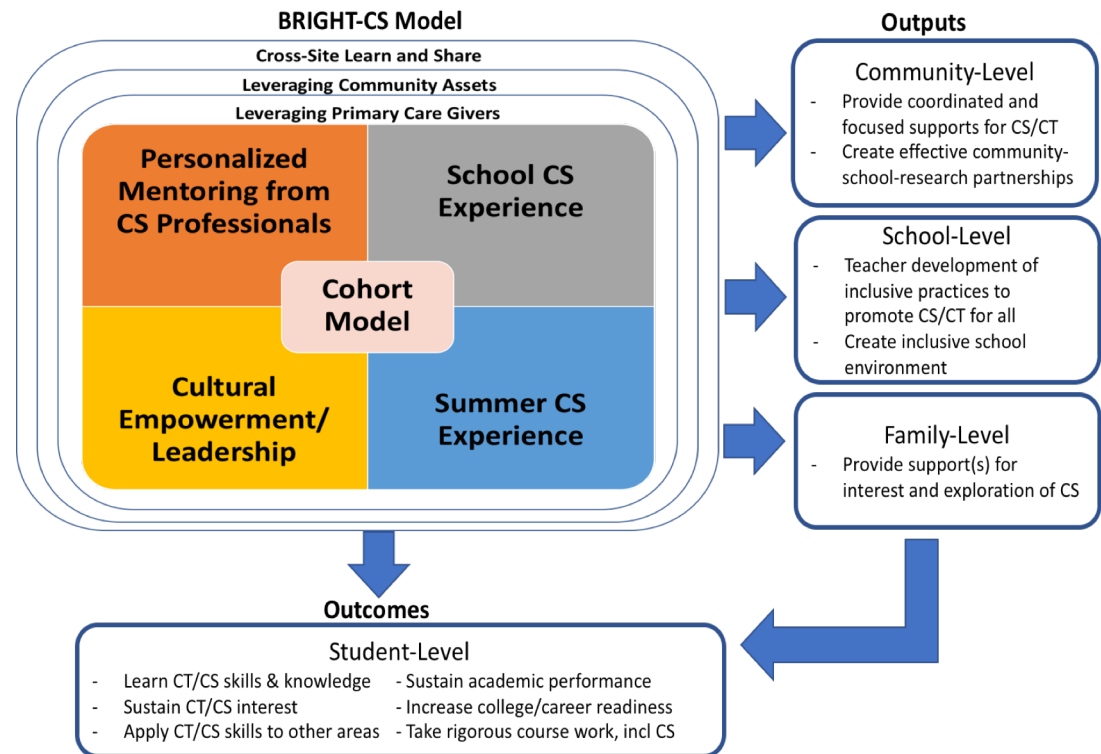 BRIGHT-CS Model
Cross-Site Learn and Share
Leveraging Community Assets
Leveraging Primary Care Givers
Personalized
Mentoring from
CS Professionals
School CS
Experience
Cohort
Model
Cultural
Empowerment/
Leadership
Summer CS
Experience
Outputs
Community-Level
- Provide coordinated and
focused supports for CS/CT
- Create effective community-
school-research partnerships
School-Level
- Teacher development of
inclusive practices to
promote CS/CT for all
- Create inclusive school
environment
Family-Level
- Provide support(s) for
interest and exploration of CS
Outcomes
Student-Level
- Learn CT/CS skills & knowledge
- Sustain CT/CS interest
- Apply CT/CS skills to other areas
- Sustain academic performance
- Increase college/career readiness
- Take rigorous course work, incl CS